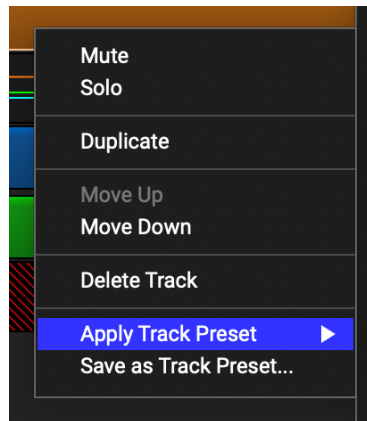 Mute
Solo
Duplicate
Move Up
Move Down
Delete Track
Apply Track Preset
Save as Track Preset...